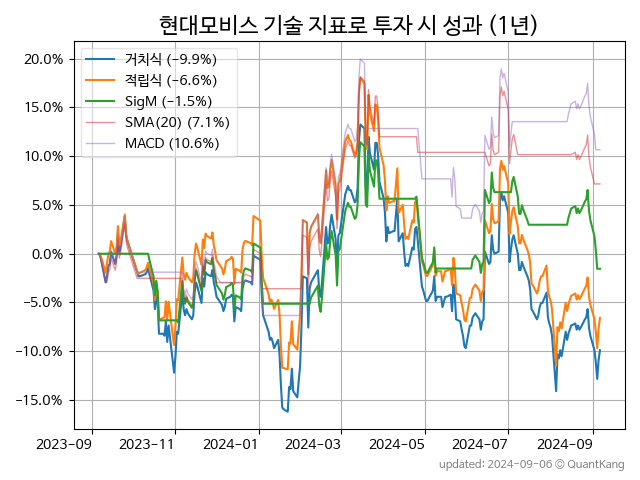 현대모비스 기술 지표로 투자 시 성과 (1년)
거치식 (−9.9%)
적립식 (−6.6%)
SigM (−1.5%)
SMA(20) (7.1%)
MACD (10.6%)
20.0%
15.0%
10.0%
5.0%
0.0%
−5.0%
−10.0%
−15.0%
2023-09 2023-11 2024-01 2024-03 2024-05 2024-07 2024-09
updated: 2024-09-06 © QuantKang